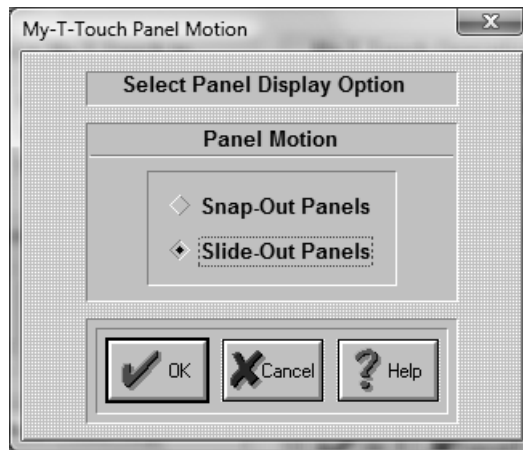 My-T-Touch Panel Motion
Select Panel Display Option
Panel Motion
Snap-Out Panels
Slide-Out Panels
OK Cancel Help